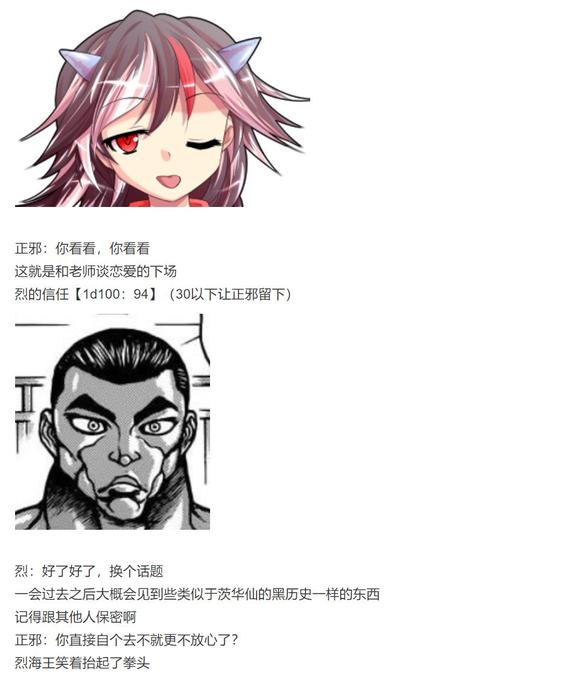 正邪：你看看，你看看
这就是和老师谈恋爱的下场
烈的信任【1d100：94】（30以下让正邪留下）
烈：好了好了，换个话题
一会过去之后大概会见到些类似于茨华仙的黑历史一样的东西
记得跟其他人保密啊
正邪：你直接自个去不就更不放心了？
烈海王笑着抬起了拳头